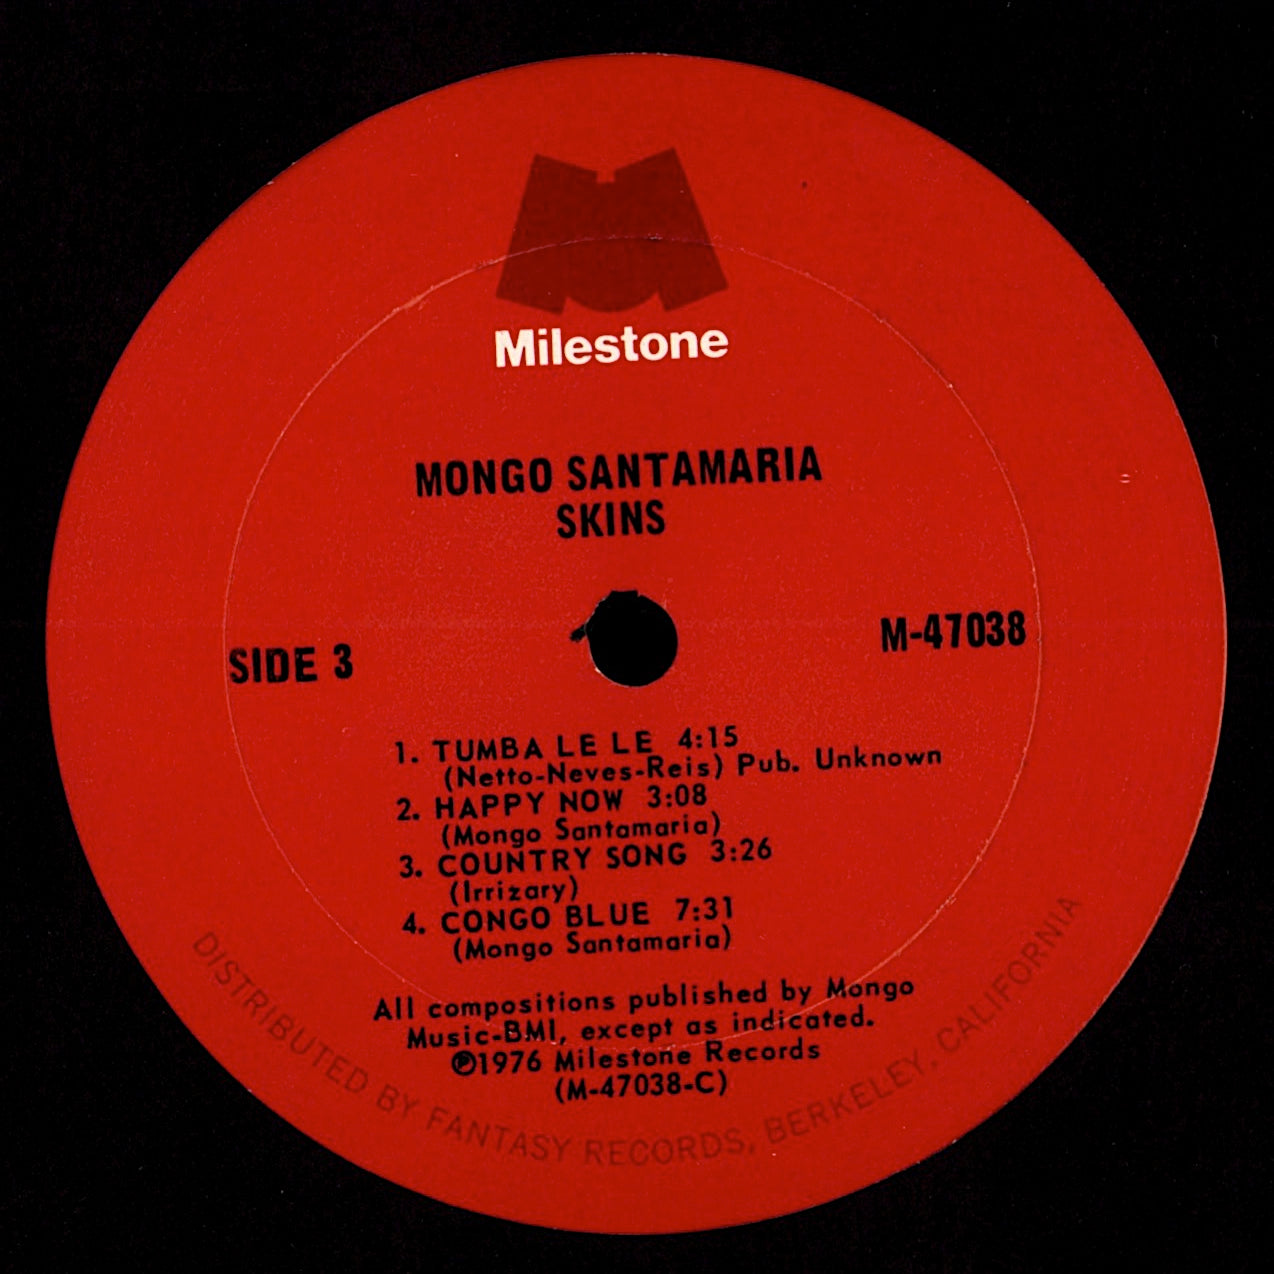 Milestone
MONGO SANTAMARIA
SKINS
SIDE 3
M-47038
1. TUMBA LE LE 4:15
(Netto-Neves-Reis) Pub. Unknown
2. HAPPY NOW 3:08
(Mongo Santamaria)
3. COUNTRY SONG 3:26
(Irrizary)
4. CONGO BLUE 7:31
(Mongo Santamaria)
All compositions published by Mongo
Music-BMI, except as indicated.
℗1976 Milestone Records
(M-47038-C)
DISTRIBUTED BY FANTASY RECORDS, BERKELEY, CALIFORNIA